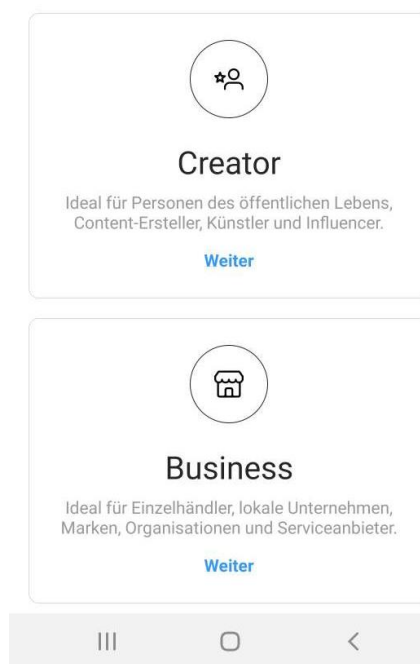 Creator
Ideal für Personen des öffentlichen Lebens,
Content-Ersteller, Künstler und Influencer.
Weiter
Business
Ideal für Einzelhändler, lokale Unternehmen,
Marken, Organisationen und Serviceanbieter.
Weiter